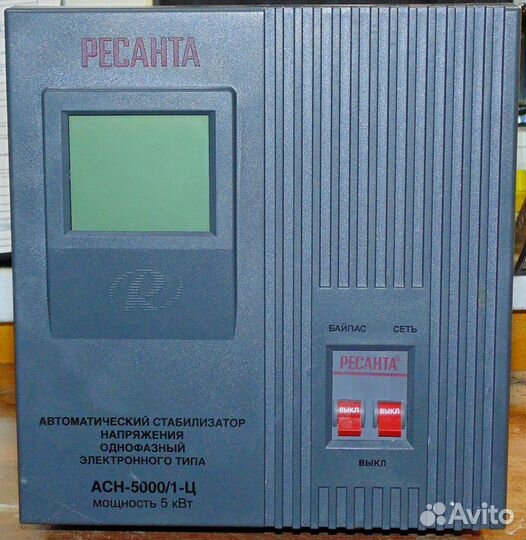 РЕСАНТА
БАЙПАС СЕТЬ
РЕСАНТА
ВЫКЛ ВЫКЛ
ВЫКЛ
АВТОМАТИЧЕСКИЙ СТАБИЛИЗАТОР
НАПРЯЖЕНИЯ
ОДНОФАЗНЫЙ
ЭЛЕКТРОННОГО ТИПА
АСН-5000/1-Ц
мощность 5 кВт
Avito